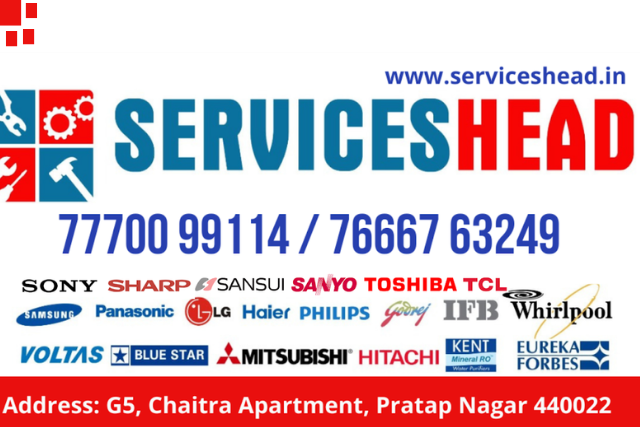 www.serviceshead.in
SERVICESHEAD
77700 99114 / 76667 63249
SONY SHARP SANSUI SANYO TOSHIBA TCL
SAMSUNG Panasonic LG Haier PHILIPS Godrej IFB Whirlpool
VOLTAS BLUE STAR MITSUBISHI HITACHI KENT Mineral RO Water Purifiers EUREKA FORBES
Address: G5, Chaitra Apartment, Pratap Nagar 440022